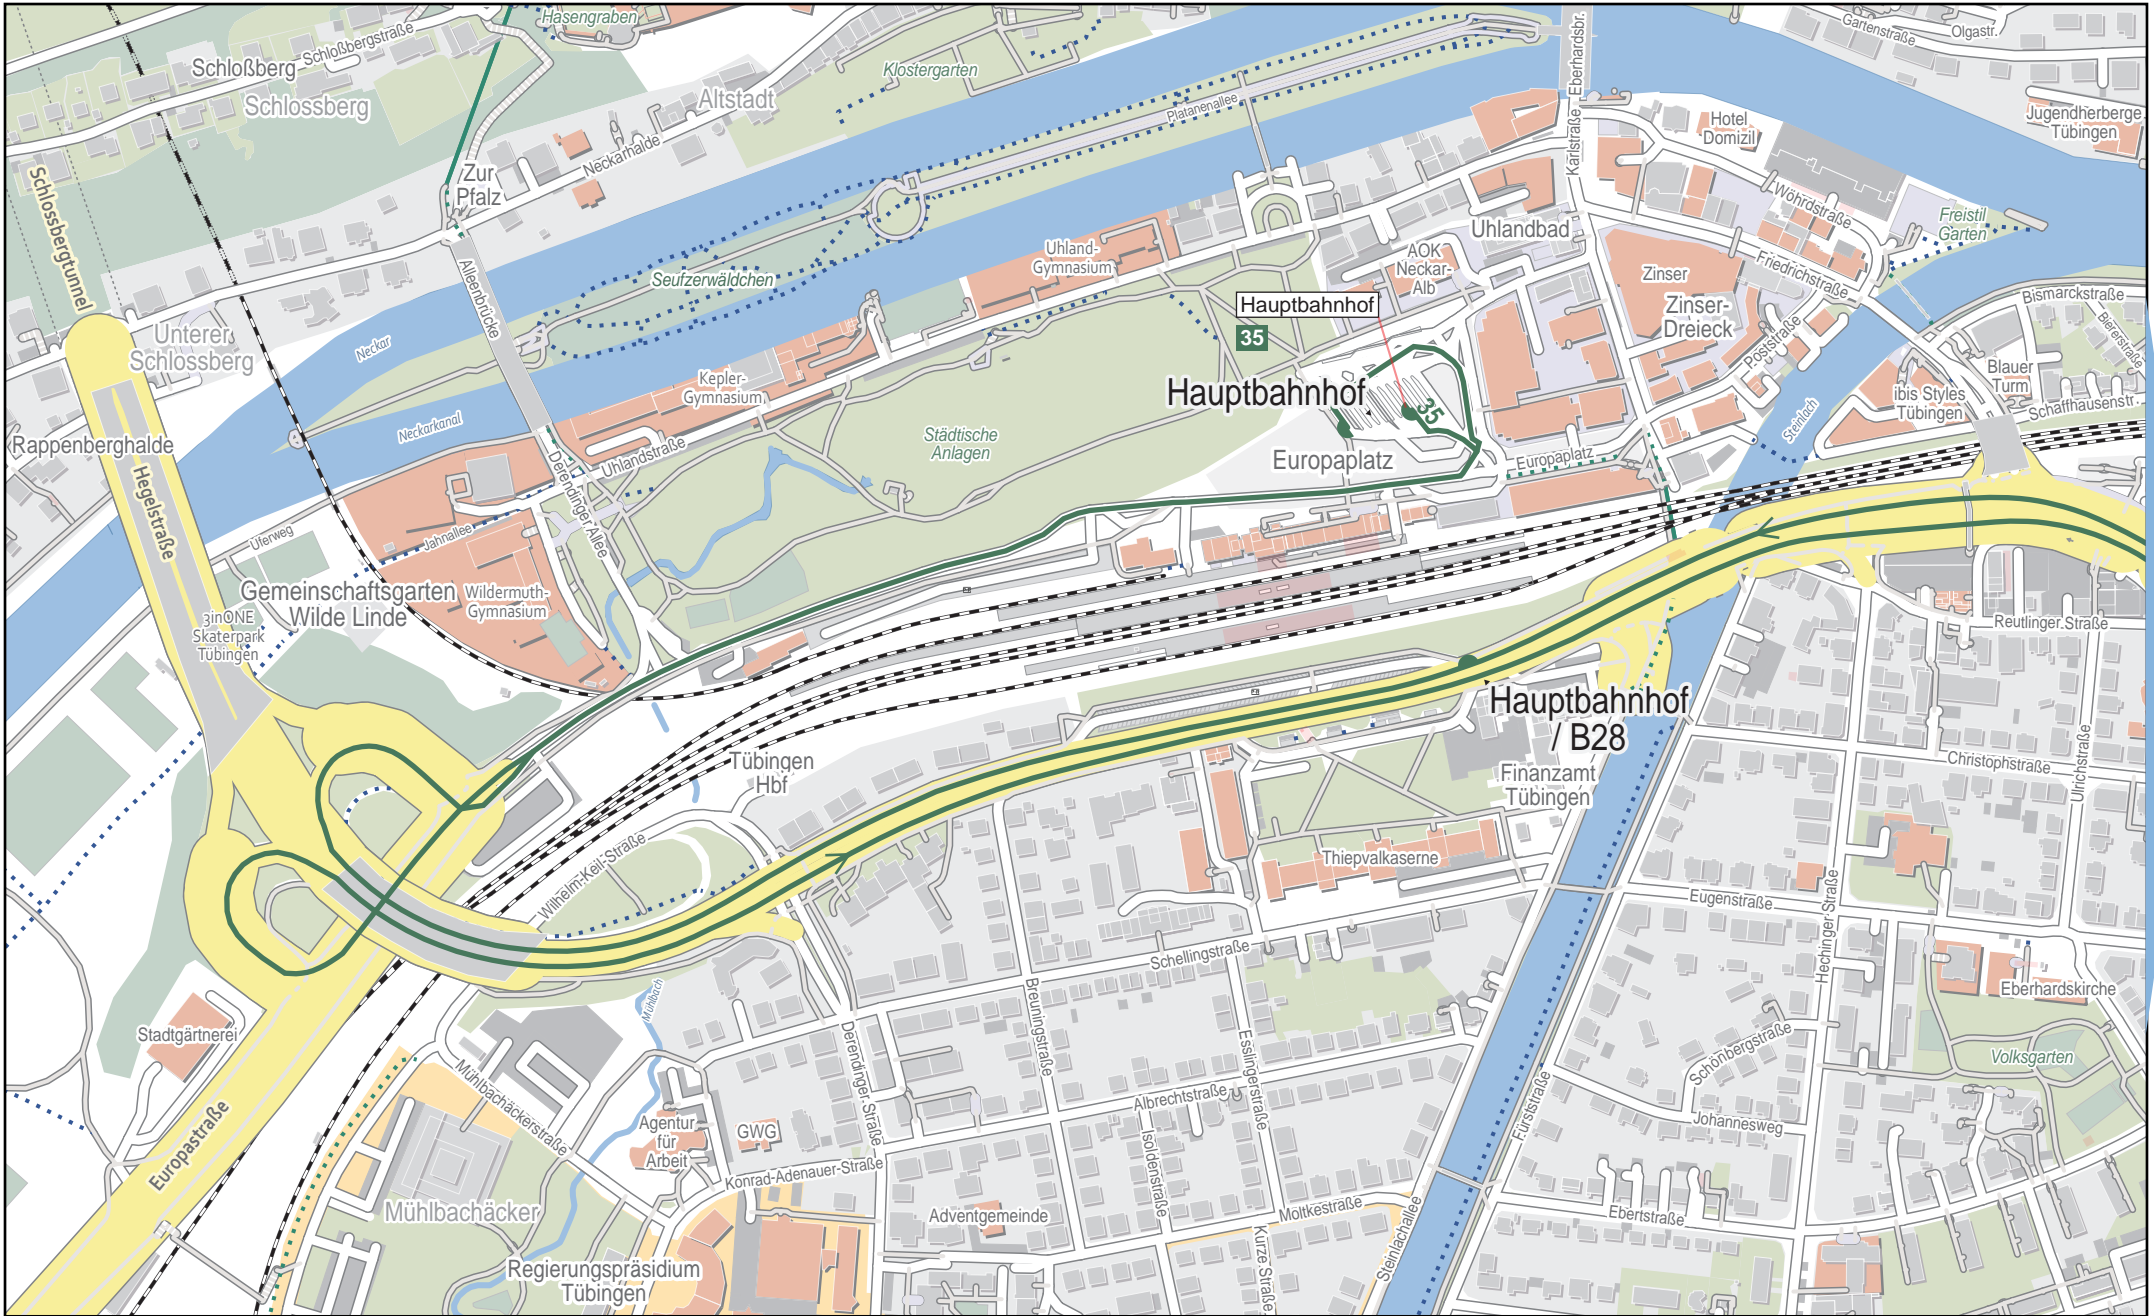 Hasengraben
Schloßbergstraße
Schloßberg
Schlossberg
Klostergarten
Altstadt
Platanenallee
Eberhardsbr.
Karlstraße
Gartenstraße
Olgastr.
Hotel
Domizil
Jugendherberge
Tübingen
Schlossbergtunnel
Zur
Pfalz
Neckarhalde
Wöhrdstraße
Freistil
Garten
Uhlandbad
Uhland-
Gymnasium
AOK
Neckar-
Alb
Zinser
Friedrichstraße
Zinser-
Dreieck
Bismarckstraße
Biererstraße
Alleenbrücke
Seufzerwäldchen
Hauptbahnhof
35
Unterer
Schlossberg
Neckar
Poststraße
Blauer
Turm
Kepler-
Gymnasium
Hauptbahnhof
35
ibis Styles
Tübingen
Schaffhausenstr.
Steinlach
Neckarkanal
Rappenberghalde
Städtische
Anlagen
Uhlandstraße
Derendinger Allee
Europaplatz
Europaplatz
Hegelstraße
Uferweg
Jahnallee
Gemeinschaftsgarten
Wilde Linde
Wildermuth-
Gymnasium
3inONE
Skaterpark
Tübingen
Reutlinger Straße
Hauptbahnhof
/ B28
Tübingen
Hbf
Finanzamt
Tübingen
Christophstraße
Ulrichstraße
Wilhelm-Keil-Straße
Thiepvalkaserne
Eugenstraße
Hechinger Straße
Schellingstraße
Eberhardskirche
Mühlbach
Breuningstraße
Stadtgärtnerei
Derendinger Straße
Esslingerstraße
Schönbergstraße
Volksgarten
Mühlbachäckerstraße
Albrechtstraße
Fürststraße
Johannesweg
Europastraße
Agentur
für
Arbeit
GWG
Isoldenstraße
Konrad-Adenauer-Straße
Mühlbachäcker
Adventgemeinde
Moltkestraße
Ebertstraße
Kurze Straße
Steinlachallee
Regierungspräsidium
Tübingen